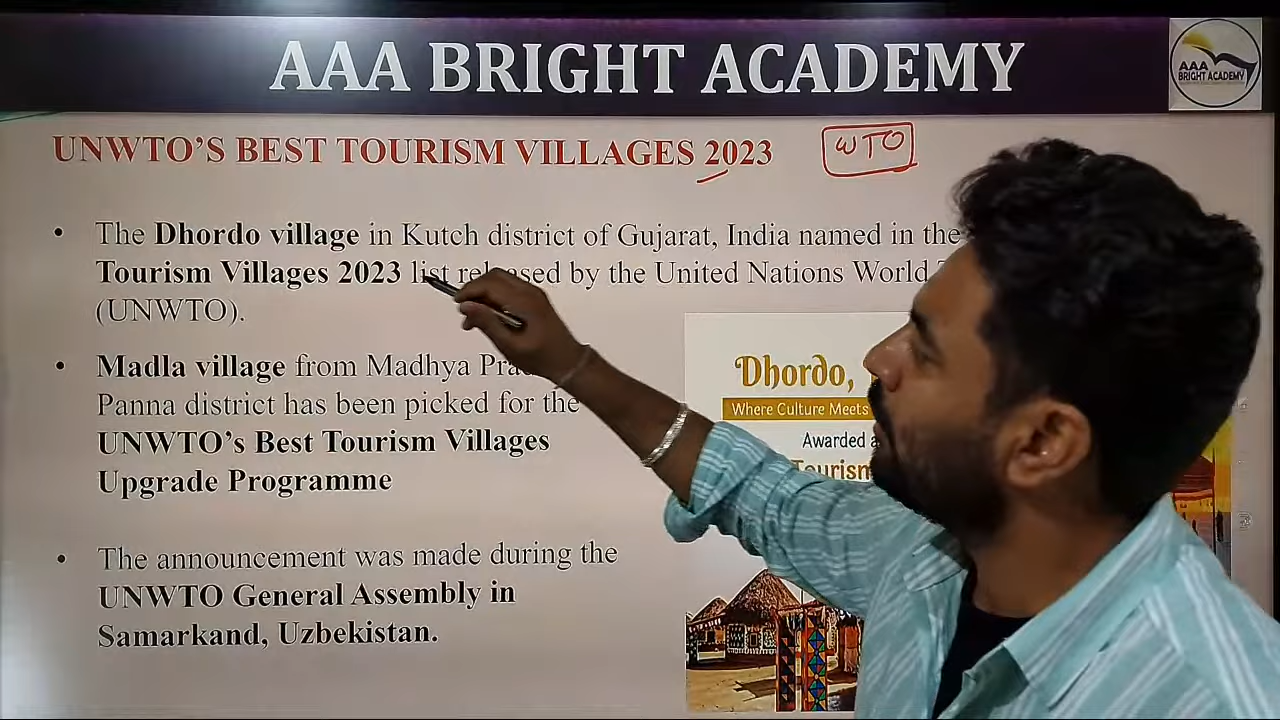 AAA BRIGHT ACADEMY
AAA
BRIGHT ACADEMY
UNWTO'S BEST TOURISM VILLAGES 2023
WTO
• The Dhordo village in Kutch district of Gujarat, India named in the
Tourism Villages 2023 list released by the United Nations World
(UNWTO).
• Madla village from Madhya
Panna district has been picked for the
UNWTO's Best Tourism Villages
Upgrade Programme
• The announcement was made during the
UNWTO General Assembly in
Samarkand, Uzbekistan.
Dhordo,
Where Culture Meets
Awarded
Tourism